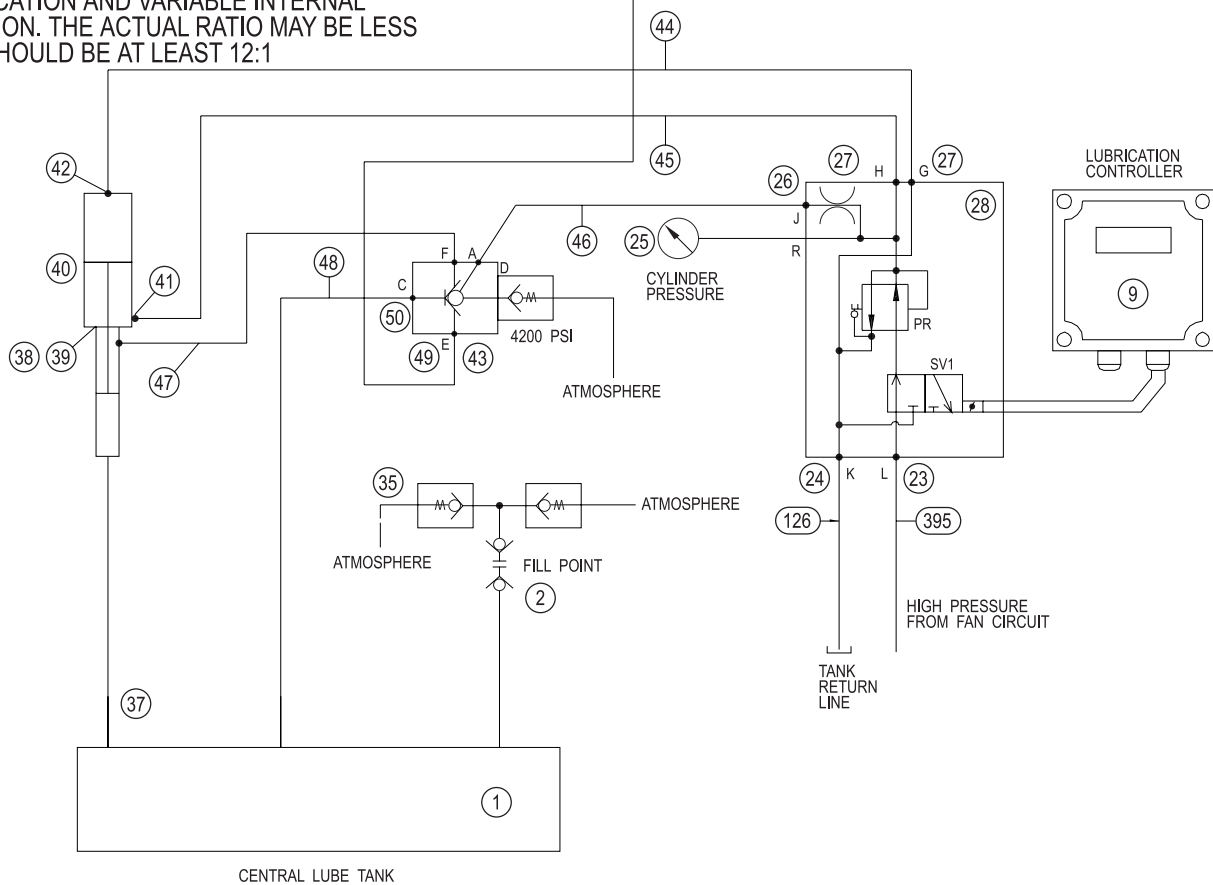 CATION AND VARIABLE INTERNAL
ON. THE ACTUAL RATIO MAY BE LESS
HOULD BE AT LEAST 12:1
44
45
42
40
41
38 39
47
48
F A D
C
50
49 E 43
4200 PSI
ATMOSPHERE
46
25
CYLINDER
PRESSURE
26 27 H G 27
J
R
28
PR
SV1
24 K L 23
126
395
HIGH PRESSURE
FROM FAN CIRCUIT
TANK
RETURN
LINE
LUBRICATION
CONTROLLER
9
35
ATMOSPHERE
ATMOSPHERE
FILL POINT
2
37
1
CENTRAL LUBE TANK